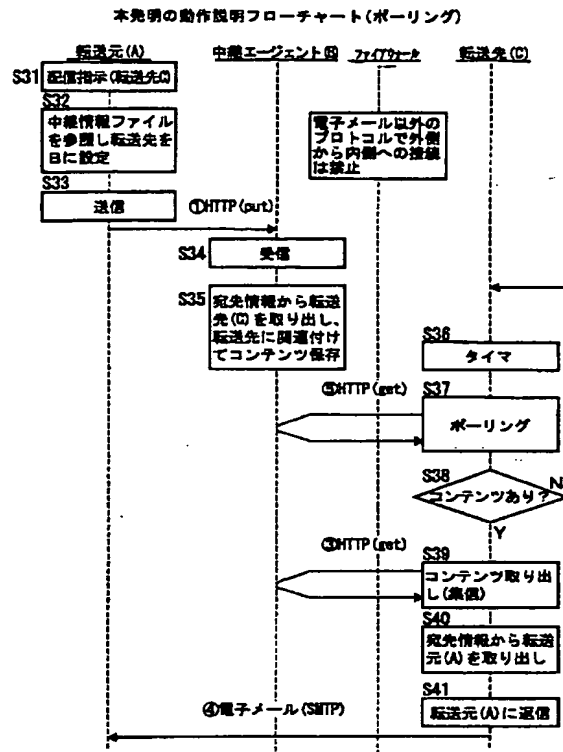 本発明の動作説明フローチャート(ポーリング)
転送元(A)
中継エージェント(B)
ファイアウォール
転送先(C)
S31
配信指示(転送先C)
S32
中継情報ファイル
を参照し転送先を
Bに設定
電子メール以外の
プロトコルで外側
から内側への接続
は禁止
S33
送信
①HTTP(put)
S34
受信
S35
宛先情報から転送
先(C)を取り出し、
転送先に関連付け
てコンテンツ保存
S36
タイマ
⑤HTTP(get)
S37
ポーリング
S38
コンテンツあり?
N
Y
③HTTP(get)
S39
コンテンツ取り出
し(集信)
S40
宛先情報から転送
元(A)を取り出し
S41
転送元(A)に返信
④電子メール(SMTP)